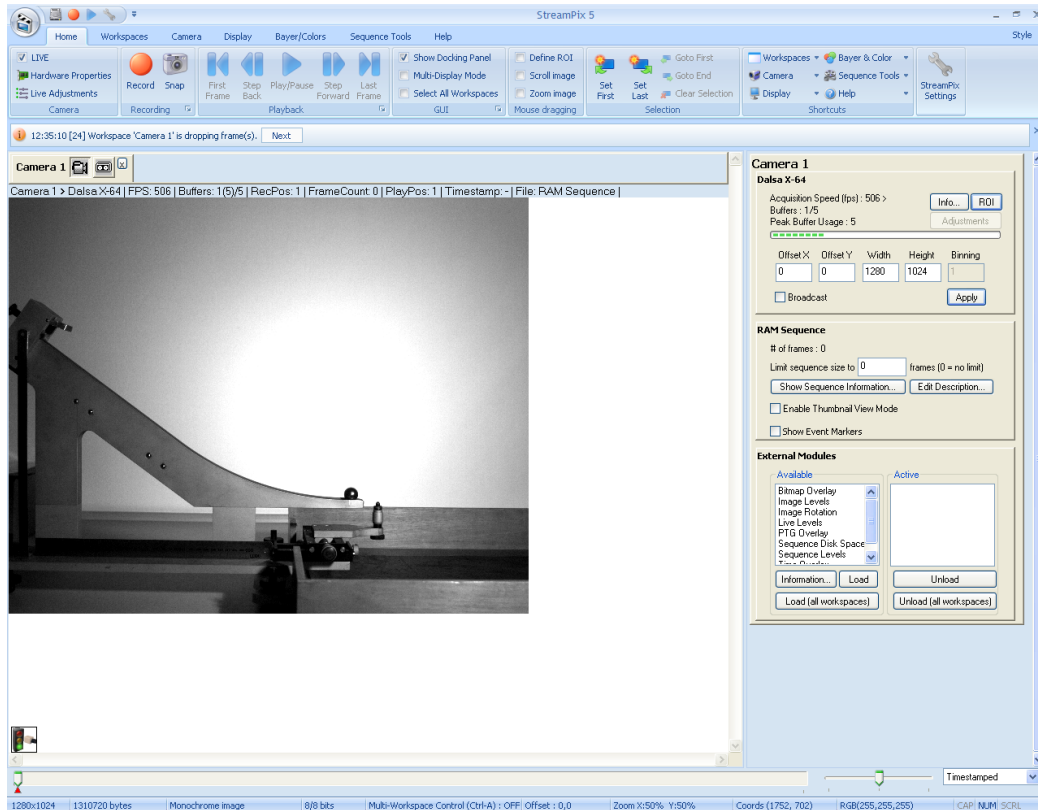 StreamPix 5
Home Workspaces Camera Display Bayer/Colors Sequence Tools Help Style
LIVE
Hardware Properties
Live Adjustments
Camera
Record Snap
Recording
First Frame
Step Back
Play/Pause
Step Forward
Last Frame
Playback
Show Docking Panel
Multi-Display Mode
Select All Workspaces
GUI
Define ROI
Scroll image
Zoom image
Mouse dragging
Set First
Set Last
Goto First
Goto End
Clear Selection
Selection
Workspaces Bayer & Color
Camera Sequence Tools
Display Help
Shortcuts
StreamPix Settings
12:35:10 [24] Workspace 'Camera 1' is dropping frame(s). Next
Camera 1
Camera 1 > Dalsa X-64 | FPS: 506 | Buffers: 1(5)/5 | RecPos: 1 | FrameCount: 0 | PlayPos: 1 | Timestamp: - | File: RAM Sequence |
Camera 1
Dalsa X-64
Acquisition Speed (fps) : 506 >
Buffers : 1/5
Peak Buffer Usage : 5
Info... ROI
Adjustments
Offset X Offset Y Width Height Binning
0 0 1280 1024 1
Broadcast Apply
RAM Sequence
# of frames : 0
Limit sequence size to 0 frames (0 = no limit)
Show Sequence Information... Edit Description...
Enable Thumbnail View Mode
Show Event Markers
External Modules
Available
Bitmap Overlay
Image Levels
Image Rotation
Live Levels
PTG Overlay
Sequence Disk Space
Sequence Levels
Time Overlay
Information... Load
Load (all workspaces)
Active
Unload
Unload (all workspaces)
Timestamped
1280x1024 1310720 bytes Monochrome image 8/8 bits Multi-Workspace Control (Ctrl-A) : OFF Offset : 0,0 Zoom X:50% Y:50% Coords (1752, 702) RGB(255,255,255) CAP NUM SCRL